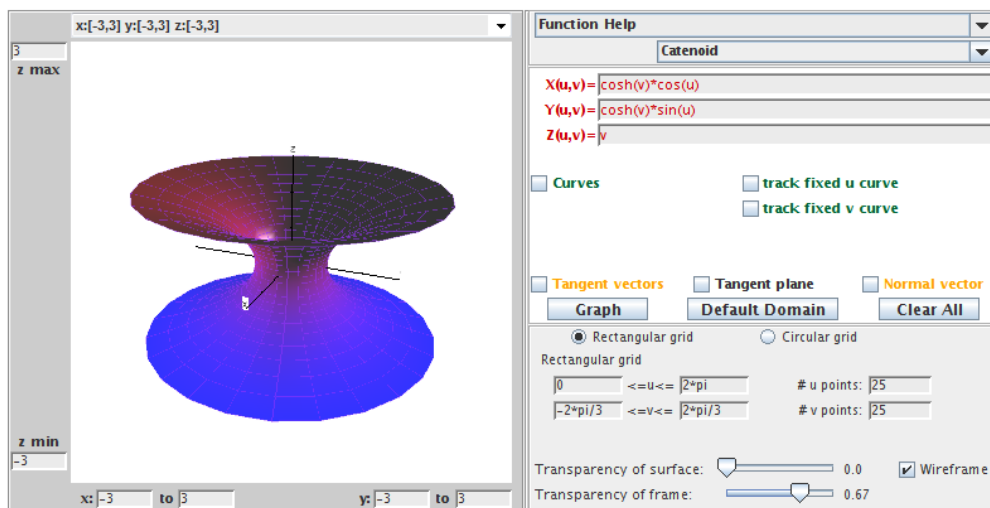 x:[-3,3] y:[-3,3] z:[-3,3]
3
z max
z
z min
-3
x: -3 to 3 y: -3 to 3
Function Help
Catenoid
X(u,v)= cosh(v)*cos(u)
Y(u,v)= cosh(v)*sin(u)
Z(u,v)= v
Curves track fixed u curve
track fixed v curve
Tangent vectors Tangent plane Normal vector
Graph Default Domain Clear All
Rectangular grid Circular grid
Rectangular grid
0 <=u<= 2*pi # u points: 25
-2*pi/3 <=v<= 2*pi/3 # v points: 25
Transparency of surface: 0.0 Wireframe
Transparency of frame: 0.67